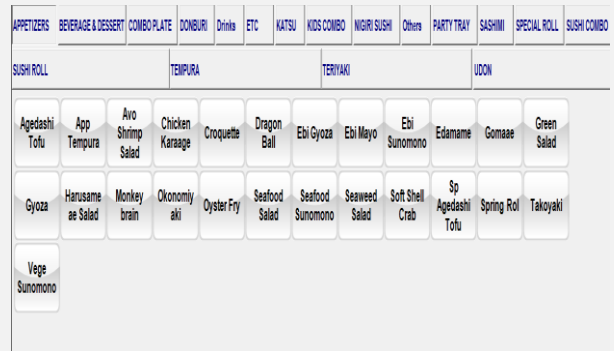 APPETIZERS BEVERAGE & DESSERT COMBO PLATE DONBURI Drinks ETC KATSU KIDS COMBO NIGIRI SUSHI Others PARTY TRAY SASHIMI SPECIAL ROLL SUSHI COMBO
SUSHI ROLL TEMPURA TERIYAKI UDON
Agedashi
Tofu
App
Tempura
Avo
Shrimp
Salad
Chicken
Karaage
Croquette
Dragon
Ball
Ebi Gyoza
Ebi Mayo
Ebi
Sunomono
Edamame
Gomaae
Green
Salad
Gyoza
Harusame
ae Salad
Monkey
brain
Okonomiy
aki
Oyster Fry
Seafood
Salad
Seafood
Sunomono
Seaweed
Salad
Soft Shell
Crab
Sp
Agedashi
Tofu
Spring Rol
Takoyaki
Vege
Sunomono